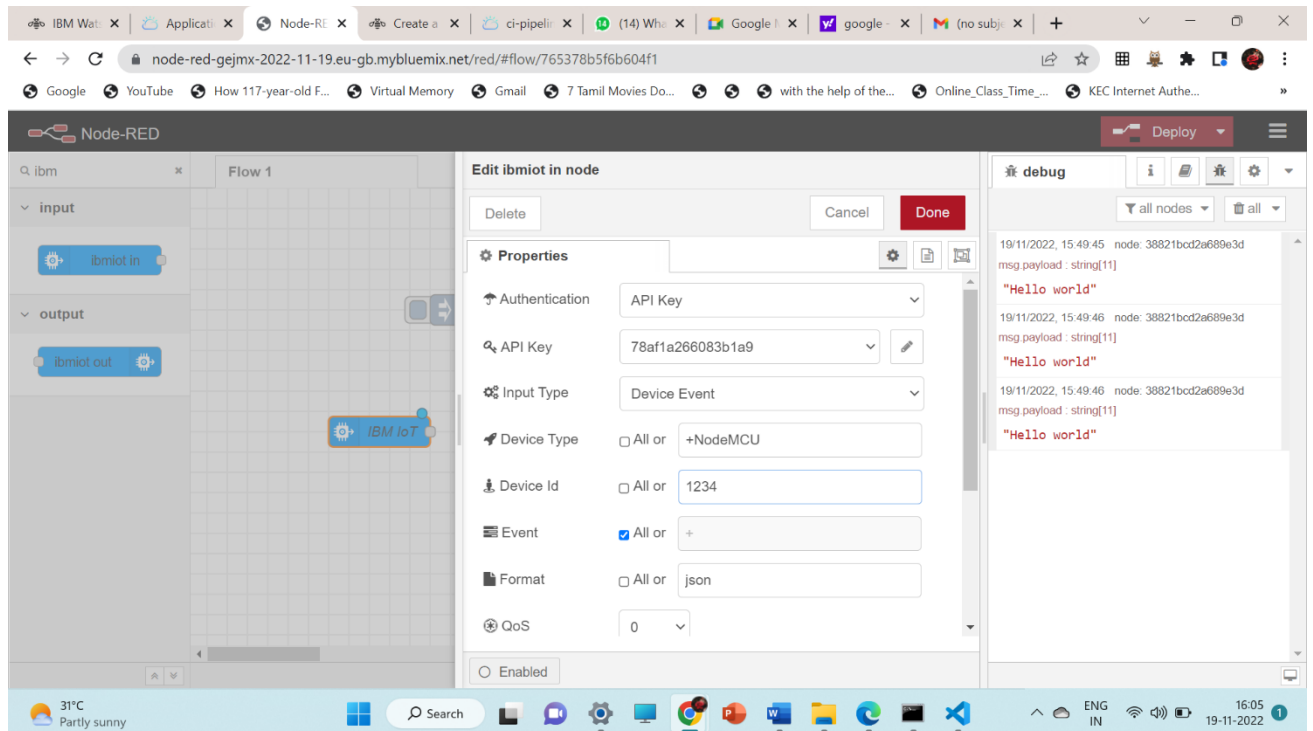 IBM Wat: Applicati Node-RE Create a ci-pipelin (14) Wha Google google - (no subje
node-red-gejmx-2022-11-19.eu-gb.mybluemix.net/red/#flow/765378b5f6b604f1
Google YouTube How 117-year-old F... Virtual Memory Gmail 7 Tamil Movies Do... with the help of the... Online_Class_Time_... KEC Internet Authe... »
Node-RED Deploy
ibm Flow 1 Edit ibmiot in node debug
input Delete Cancel Done all nodes all
ibmiot in
output
ibmiot out
IBM IoT
Properties
Authentication API Key
API Key 78af1a266083b1a9
Input Type Device Event
Device Type All or +NodeMCU
Device Id All or 1234
Event All or +
Format All or json
QoS 0
Enabled
19/11/2022, 15:49:45 node: 38821bcd2a689e3d
msg.payload : string[11]
"Hello world"
19/11/2022, 15:49:46 node: 38821bcd2a689e3d
msg.payload : string[11]
"Hello world"
19/11/2022, 15:49:46 node: 38821bcd2a689e3d
msg.payload : string[11]
"Hello world"
31°C
Partly sunny
Search
ENG
IN
16:05
19-11-2022
1